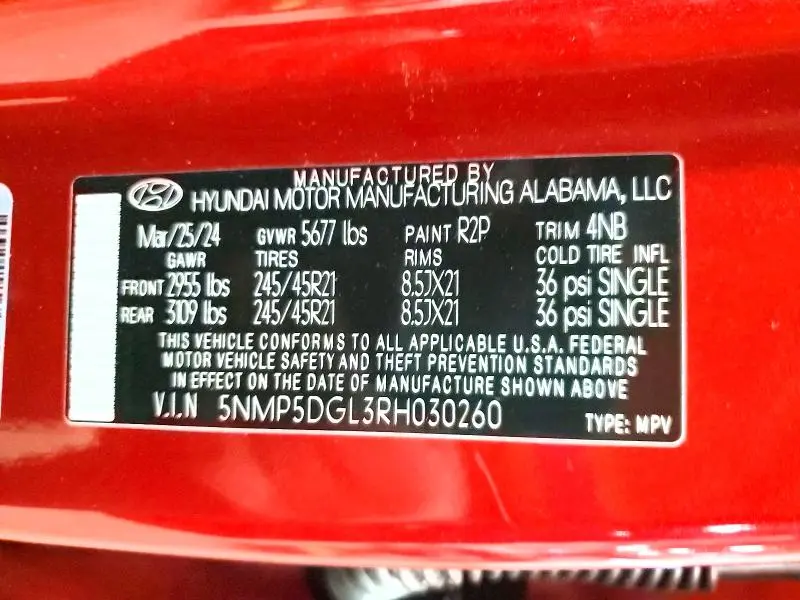 MANUFACTURED BY
HYUNDAI MOTOR MANUFACTURING ALABAMA, LLC
Mar/25/24 GVWR 5677 lbs PAINT R2P TRIM 4NB
GAWR TIRES RIMS COLD TIRE INFL
FRONT 2955 lbs 245/45R21 8.5JX21 36 psi SINGLE
REAR 3109 lbs 245/45R21 8.5JX21 36 psi SINGLE
THIS VEHICLE CONFORMS TO ALL APPLICABLE U.S.A. FEDERAL
MOTOR VEHICLE SAFETY AND THEFT PREVENTION STANDARDS
IN EFFECT ON THE DATE OF MANUFACTURE SHOWN ABOVE
V.I.N 5NMP5DGL3RH030260 TYPE: MPV